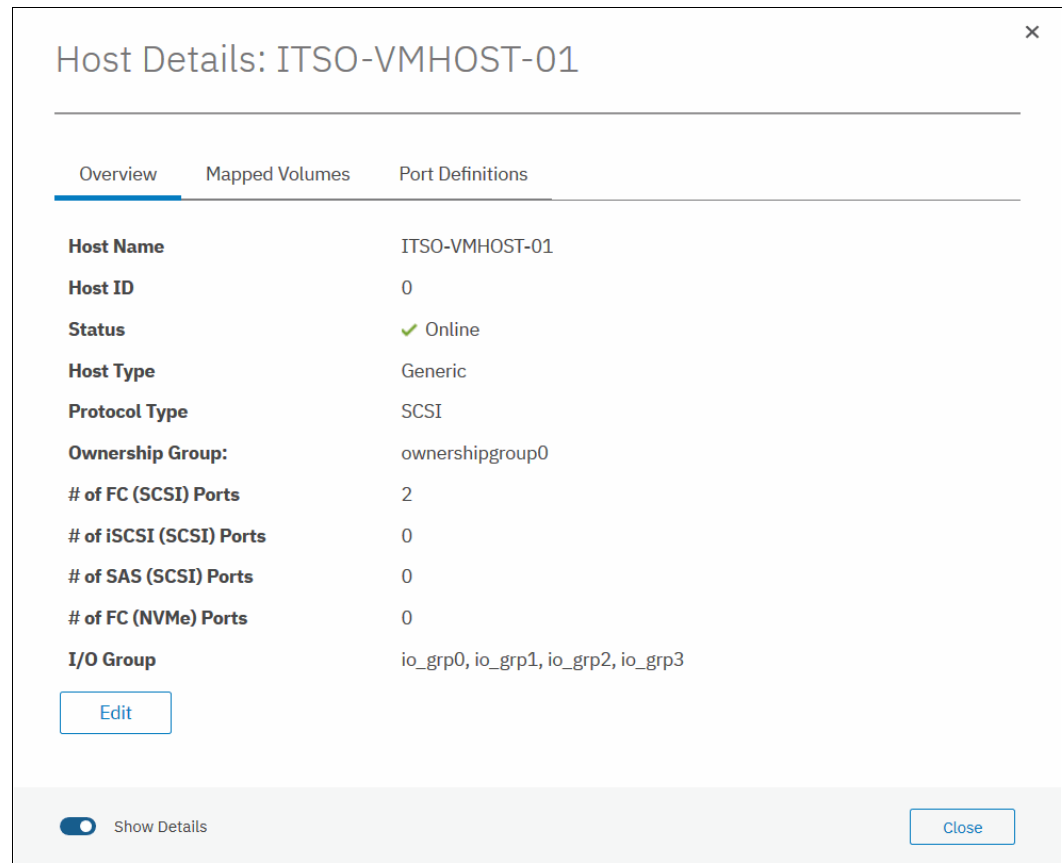 Host Details: ITSO-VMHOST-01
Overview Mapped Volumes Port Definitions
Host Name ITSO-VMHOST-01
Host ID 0
Status Online
Host Type Generic
Protocol Type SCSI
Ownership Group: ownershipgroup0
# of FC (SCSI) Ports 2
# of iSCSI (SCSI) Ports 0
# of SAS (SCSI) Ports 0
# of FC (NVMe) Ports 0
I/O Group io_grp0, io_grp1, io_grp2, io_grp3
Edit
Show Details Close